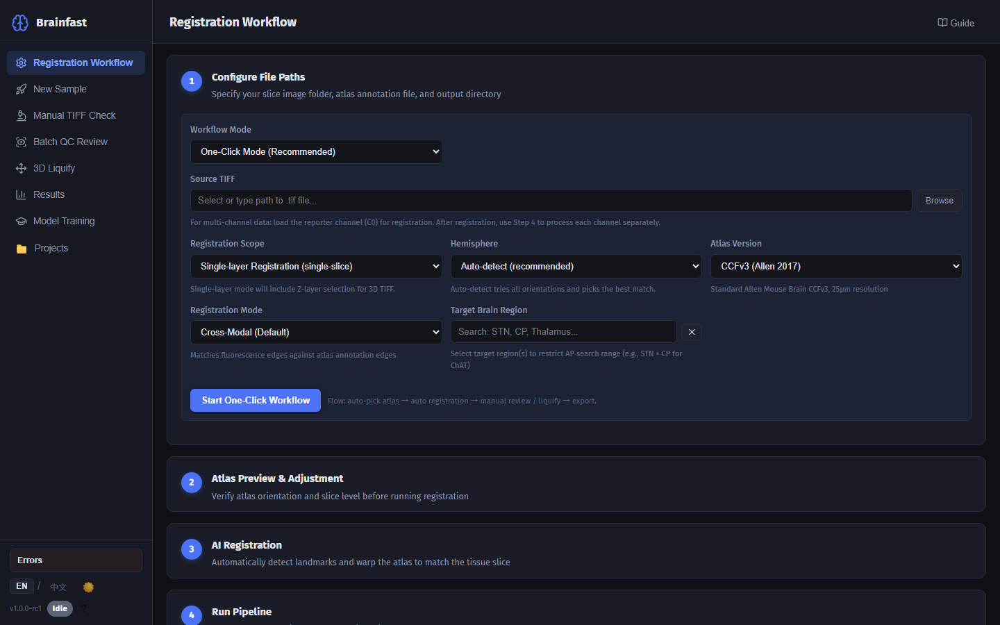 Brainfast
Registration Workflow
New Sample
Manual TIFF Check
Batch QC Review
3D Liquify
Results
Model Training
Projects
Errors
EN / 中文
v1.0.0-rc1 Idle ?
Registration Workflow
Guide
1 Configure File Paths
Specify your slice image folder, atlas annotation file, and output directory
Workflow Mode
One-Click Mode (Recommended)
Source TIFF
Select or type path to .tif file... Browse
For multi-channel data: load the reporter channel (C0) for registration. After registration, use Step 4 to process each channel separately.
Registration Scope Hemisphere Atlas Version
Single-layer Registration (single-slice) Auto-detect (recommended) CCFv3 (Allen 2017)
Single-layer mode will include Z-layer selection for 3D TIFF. Auto-detect tries all orientations and picks the best match. Standard Allen Mouse Brain CCFv3, 25μm resolution
Registration Mode Target Brain Region
Cross-Modal (Default) Search: STN, CP, Thalamus... ×
Matches fluorescence edges against atlas annotation edges Select target region(s) to restrict AP search range (e.g., STN + CP for
ChAT)
Start One-Click Workflow Flow: auto-pick atlas → auto registration → manual review / liquify → export.
2 Atlas Preview & Adjustment
Verify atlas orientation and slice level before running registration
3 AI Registration
Automatically detect landmarks and warp the atlas to match the tissue slice
4 Run Pipeline